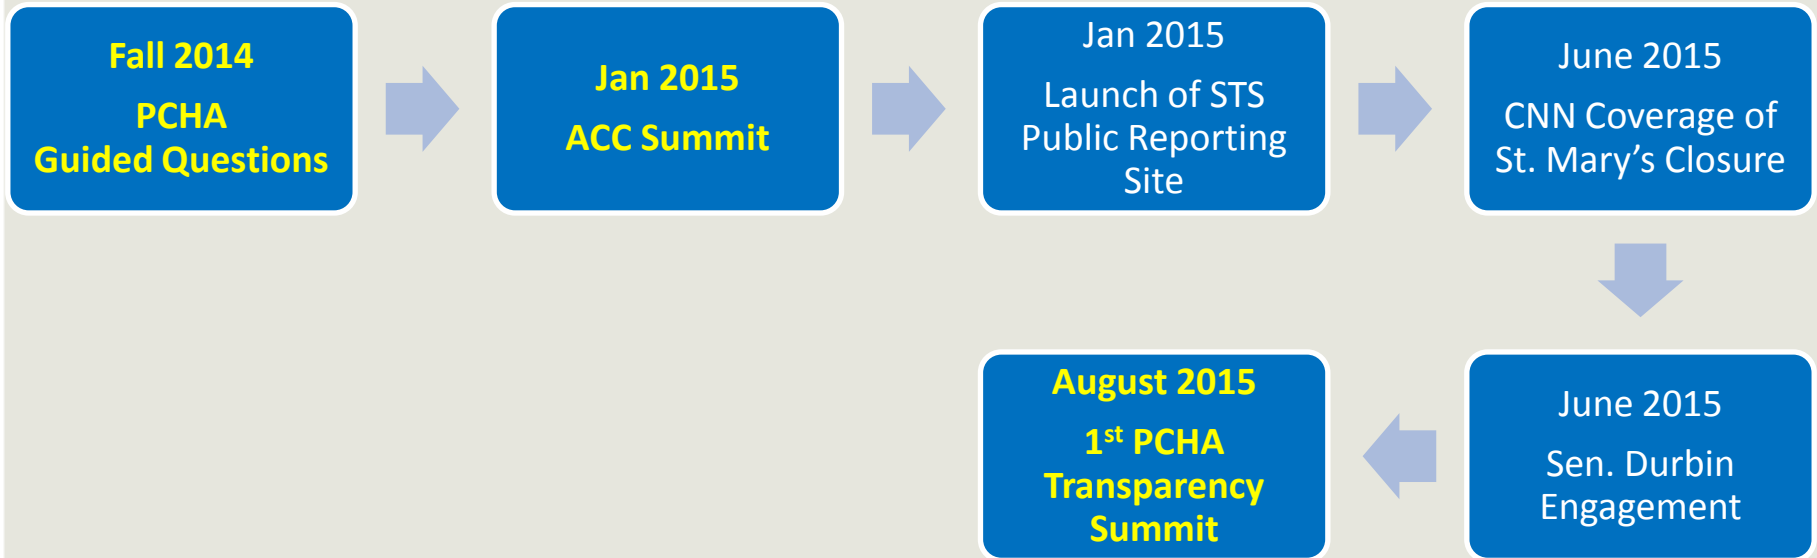 Fall 2014
PCHA
Guided Questions
Jan 2015
ACC Summit
Jan 2015
Launch of STS
Public Reporting
Site
June 2015
CNN Coverage of
St. Mary’s Closure
June 2015
Sen. Durbin
Engagement
August 2015
1st PCHA
Transparency
Summit